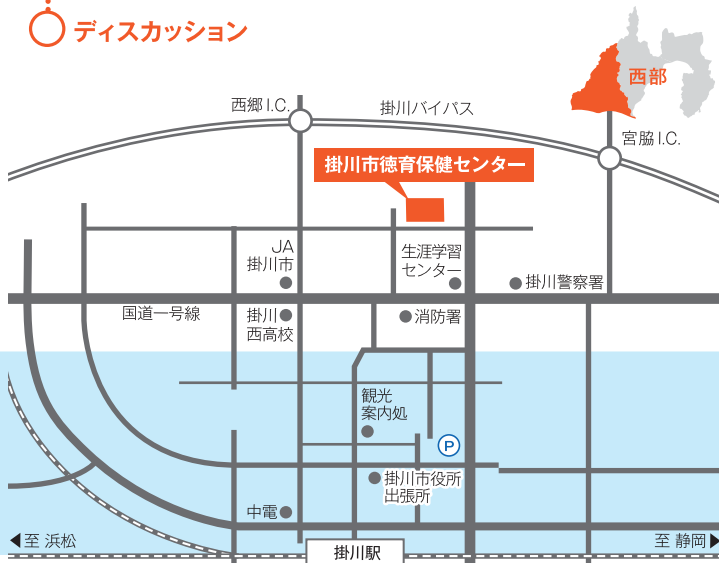 ディスカッション
西部
西郷I.C.
掛川バイパス
宮脇I.C.
掛川市徳育保健センター
JA
掛川市
生涯学習
センター
掛川警察署
国道一号線
掛川
西高校
消防署
観光
案内処
P
掛川市役所
出張所
中電
至 浜松
掛川駅
至 静岡